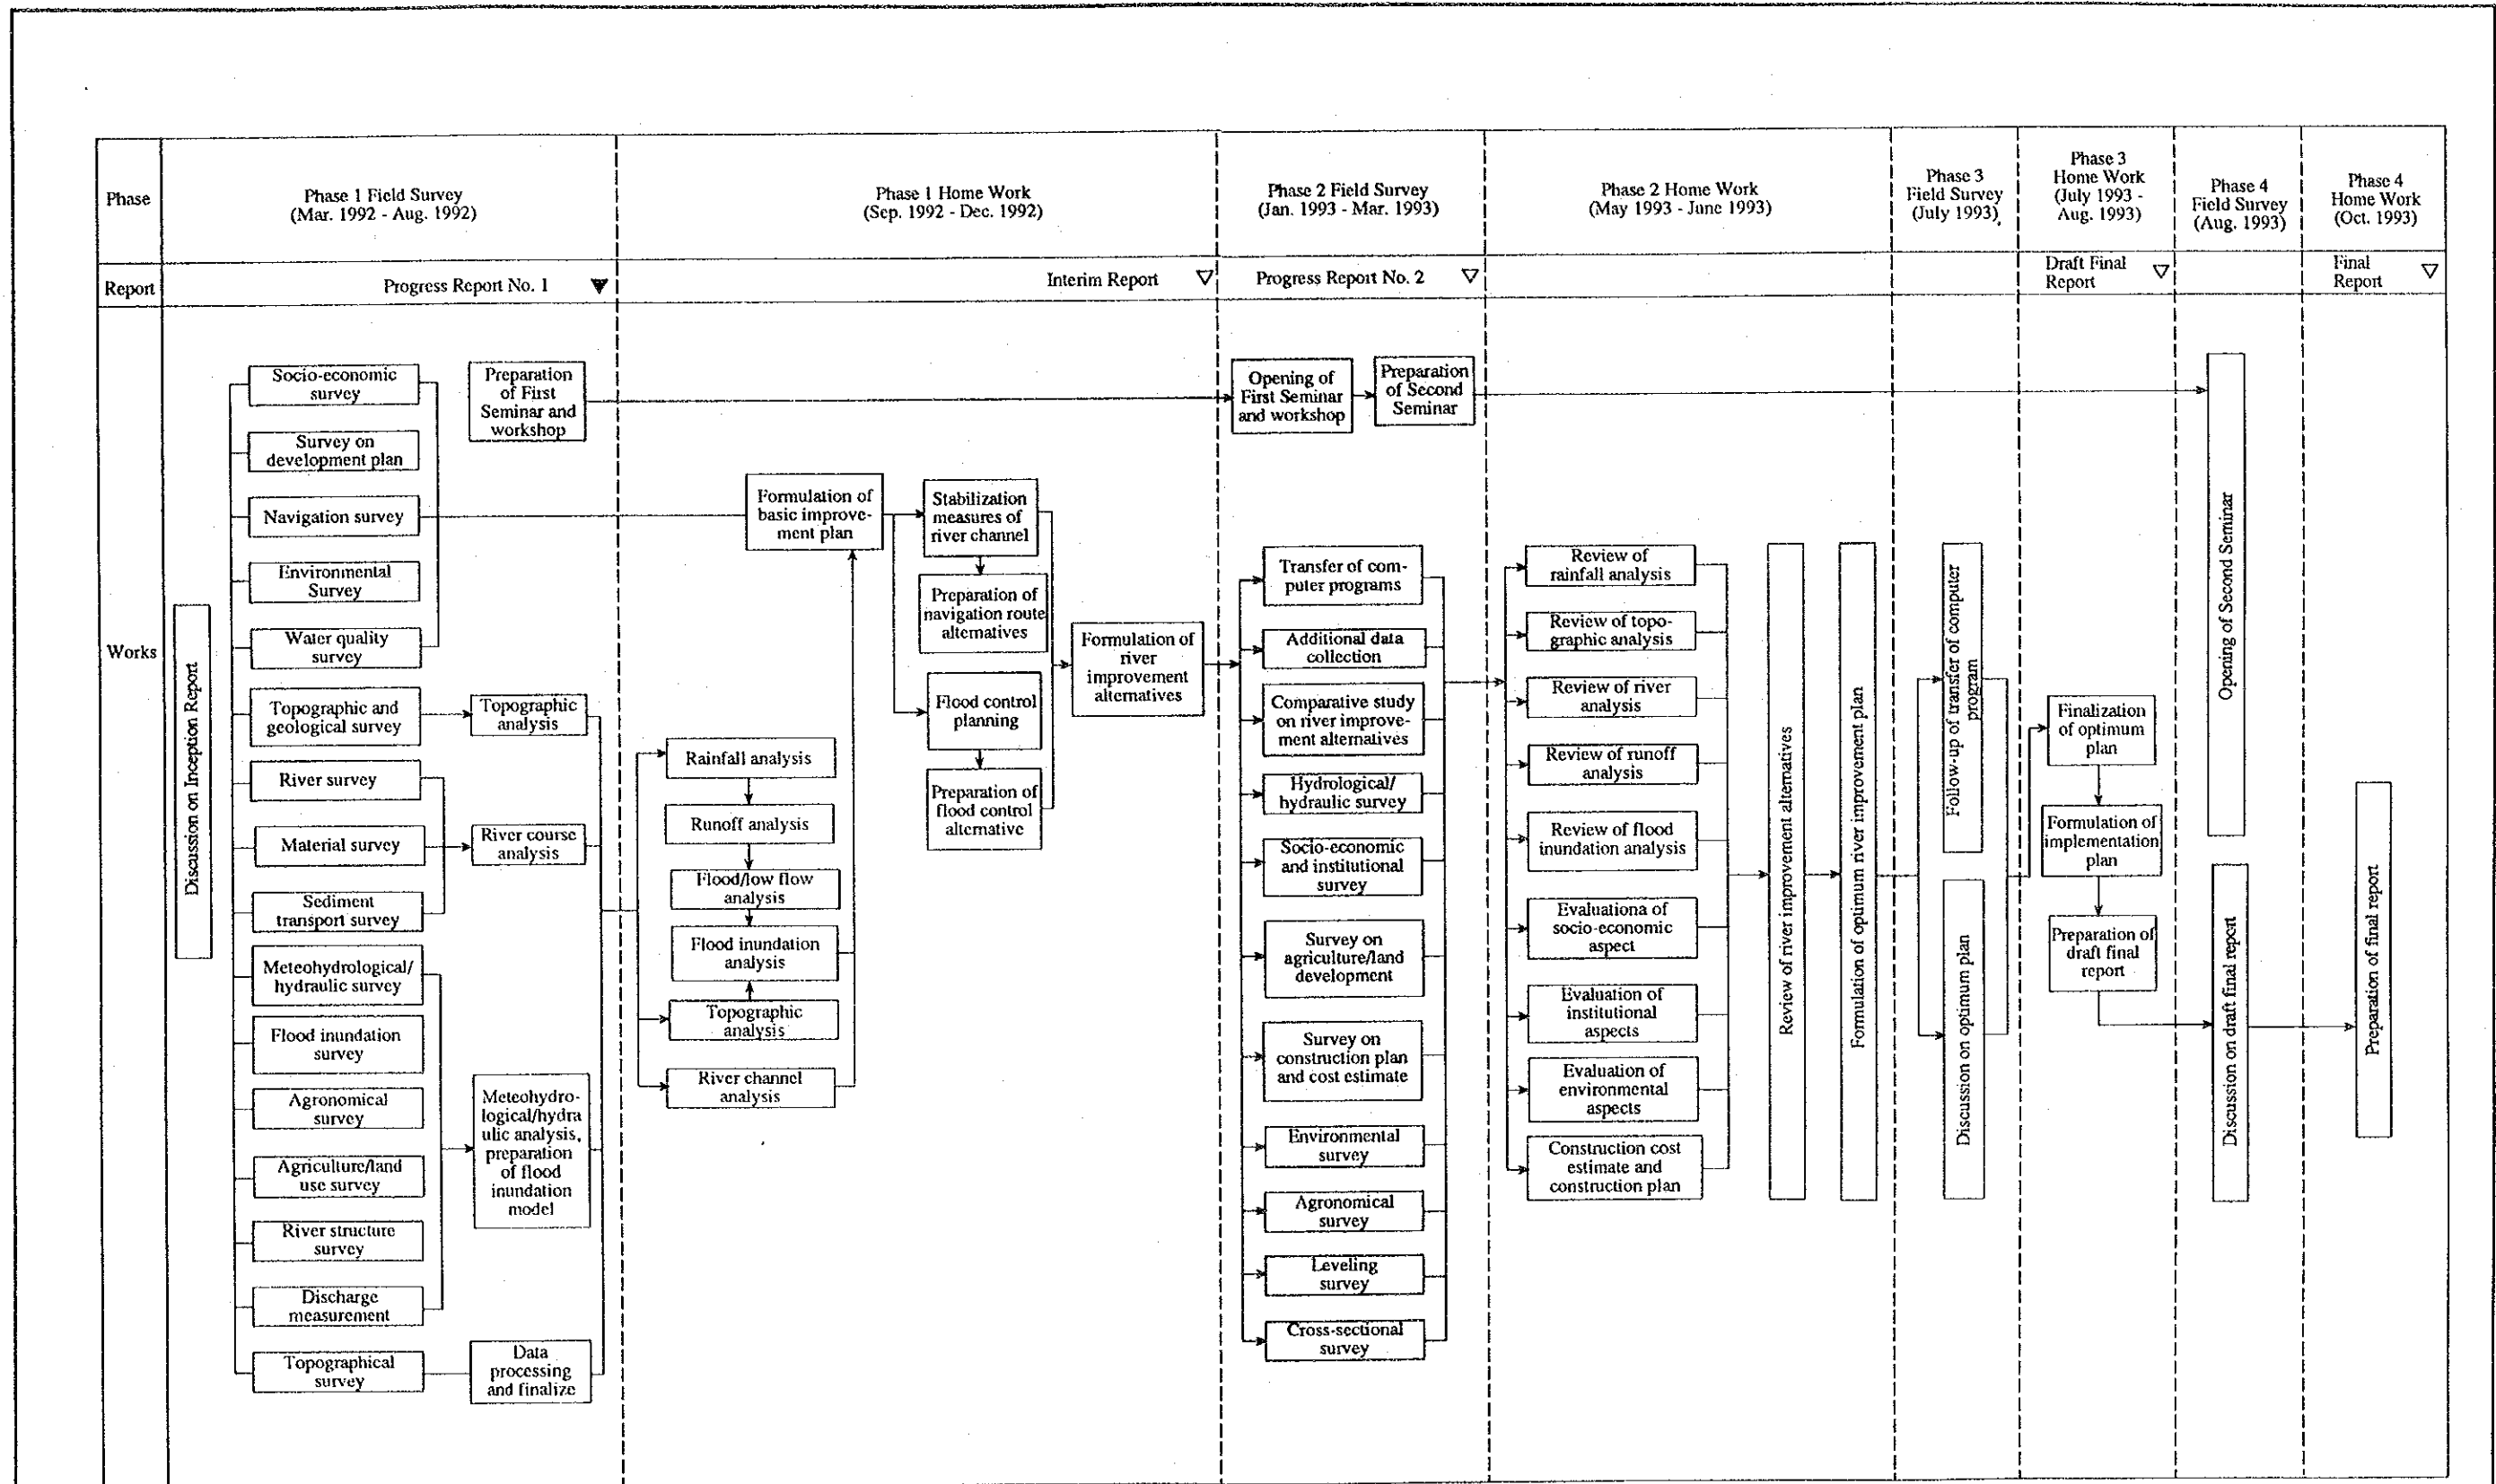 Phase
Phase 1 Field Survey
(Mar. 1992 - Aug. 1992)
Phase 1 Home Work
(Sep. 1992 - Dec. 1992)
Phase 2 Field Survey
(Jan. 1993 - Mar. 1993)
Phase 2 Home Work
(May 1993 - June 1993)
Phase 3
Field Survey
(July 1993)
Phase 3
Home Work
(July 1993 -
Aug. 1993)
Phase 4
Field Survey
(Aug. 1993)
Phase 4
Home Work
(Oct. 1993)
Report
Progress Report No. 1 ▼
Interim Report ▽
Progress Report No. 2 ▽
Draft Final
Report ▽
Final
Report ▽
Works
Discussion on Inception Report
Socio-economic
survey
Survey on
development plan
Navigation survey
Environmental
Survey
Water quality
survey
Topographic and
geological survey
River survey
Material survey
Sediment
transport survey
Meteohydrological/
hydraulic survey
Flood inundation
survey
Agronomical
survey
Agriculture/land
use survey
River structure
survey
Discharge
measurement
Topographical
survey
Preparation
of First
Seminar and
workshop
Topographic
analysis
River course
analysis
Meteohydro-
logical/hydra
ulic analysis,
preparation
of flood
inundation
model
Data
processing
and finalize
Rainfall analysis
Runoff analysis
Flood/low flow
analysis
Flood inundation
analysis
Topographic
analysis
River channel
analysis
Formulation of
basic improve-
ment plan
Stabilization
measures of
river channel
Preparation of
navigation route
alternatives
Flood control
planning
Preparation of
flood control
alternative
Formulation of
river
improvement
alternatives
Opening of
First Seminar
and workshop
Preparation
of Second
Seminar
Transfer of com-
puter programs
Additional data
collection
Comparative study
on river improve-
ment alternatives
Hydrological/
hydraulic survey
Socio-economic
and institutional
survey
Survey on
agriculture/land
development
Survey on
construction plan
and cost estimate
Environmental
survey
Agronomical
survey
Leveling
survey
Cross-sectional
survey
Review of
rainfall analysis
Review of topo-
graphic analysis
Review of river
analysis
Review of runoff
analysis
Review of flood
inundation analysis
Evaluationa of
socio-economic
aspect
Evaluation of
institutional
aspects
Evaluation of
environmental
aspects
Construction cost
estimate and
construction plan
Review of river improvement alternatives
Formulation of optimum river improvement plan
Follow-up of transfer of computer
program
Discussion on optimum plan
Finalization
of optimum
plan
Formulation of
implementation
plan
Preparation of
draft final
report
Opening of Second Seminar
Discussion on draft final report
Preparation of final report